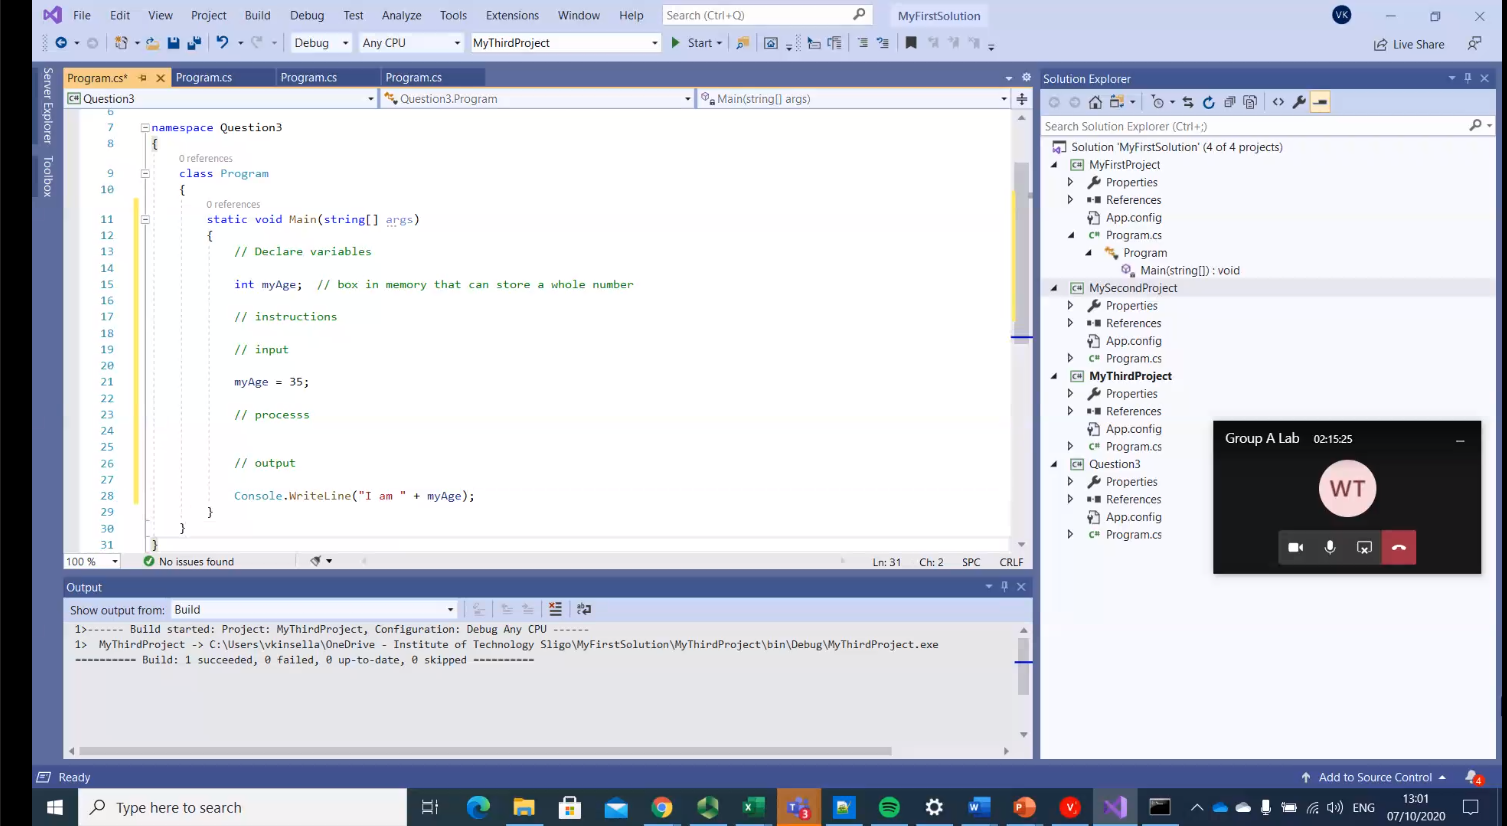 File Edit View Project Build Debug Test Analyze Tools Extensions Window Help Search (Ctrl+Q) MyFirstSolution VK
Debug Any CPU MyThirdProject Start Live Share
Server Explorer
Toolbox
Program.cs* Program.cs Program.cs Program.cs
Question3 Question3.Program Main(string[] args)
6
7 namespace Question3
8 {
0 references
9 class Program
10 {
0 references
11 static void Main(string[] args)
12 {
13 // Declare variables
14
15 int myAge; // box in memory that can store a whole number
16
17 // instructions
18
19 // input
20
21 myAge = 35;
22
23 // processs
24
25
26 // output
27
28 Console.WriteLine("I am " + myAge);
29 }
30 }
31 }
100 % No issues found Ln: 31 Ch: 2 SPC CRLF
Output
Show output from: Build
1>------ Build started: Project: MyThirdProject, Configuration: Debug Any CPU ------
1> MyThirdProject -> C:\Users\vkinsella\OneDrive - Institute of Technology Sligo\MyFirstSolution\MyThirdProject\bin\Debug\MyThirdProject.exe
========== Build: 1 succeeded, 0 failed, 0 up-to-date, 0 skipped ==========
Solution Explorer
Search Solution Explorer (Ctrl+;)
Solution 'MyFirstSolution' (4 of 4 projects)
C# MyFirstProject
Properties
References
App.config
C# Program.cs
Program
Main(string[]) : void
C# MySecondProject
Properties
References
App.config
C# Program.cs
C# MyThirdProject
Properties
References
App.config
C# Program.cs
C# Question3
Properties
References
App.config
C# Program.cs
Group A Lab 02:15:25
WT
Ready Add to Source Control 4
Type here to search 3 ENG 13:01
07/10/2020